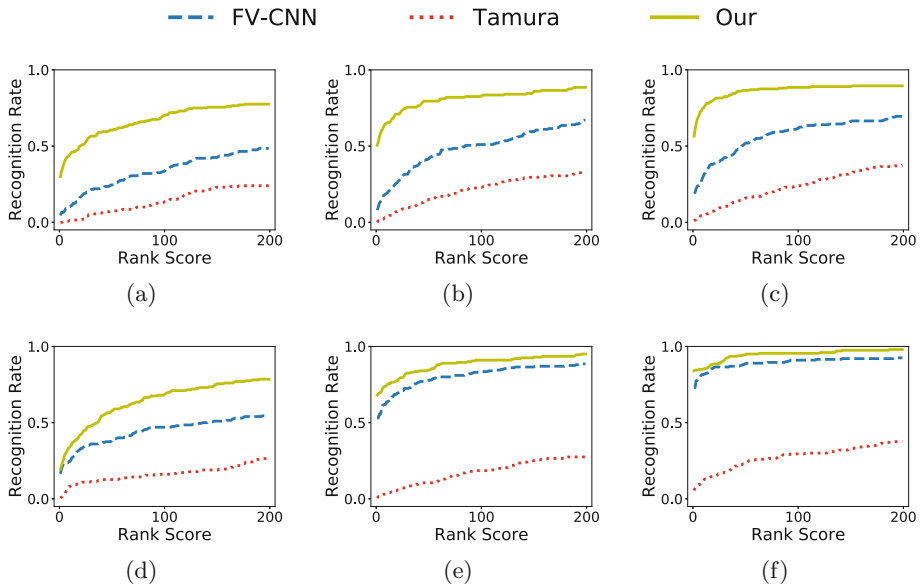 FV-CNN Tamura Our
1.0 1.0 1.0
Recognition Rate Recognition Rate Recognition Rate
0.5 0.5 0.5
0.0 0.0 0.0
0 100 200 0 100 200 0 100 200
Rank Score Rank Score Rank Score
(a) (b) (c)
1.0 1.0 1.0
Recognition Rate Recognition Rate Recognition Rate
0.5 0.5 0.5
0.0 0.0 0.0
0 100 200 0 100 200 0 100 200
Rank Score Rank Score Rank Score
(d) (e) (f)